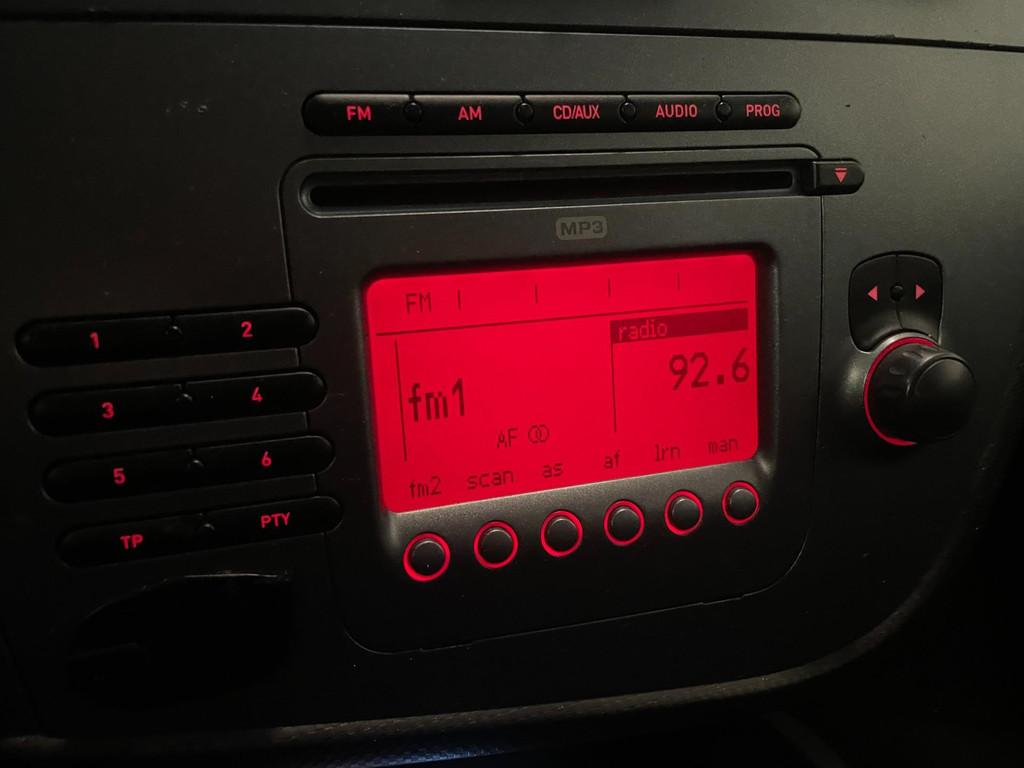 FM AM CD/AUX AUDIO PROG
MP3
FM
radio
92.6
fm1
AF
fm2 scan as af lrn man
1 2
3 4
5 6
TP PTY